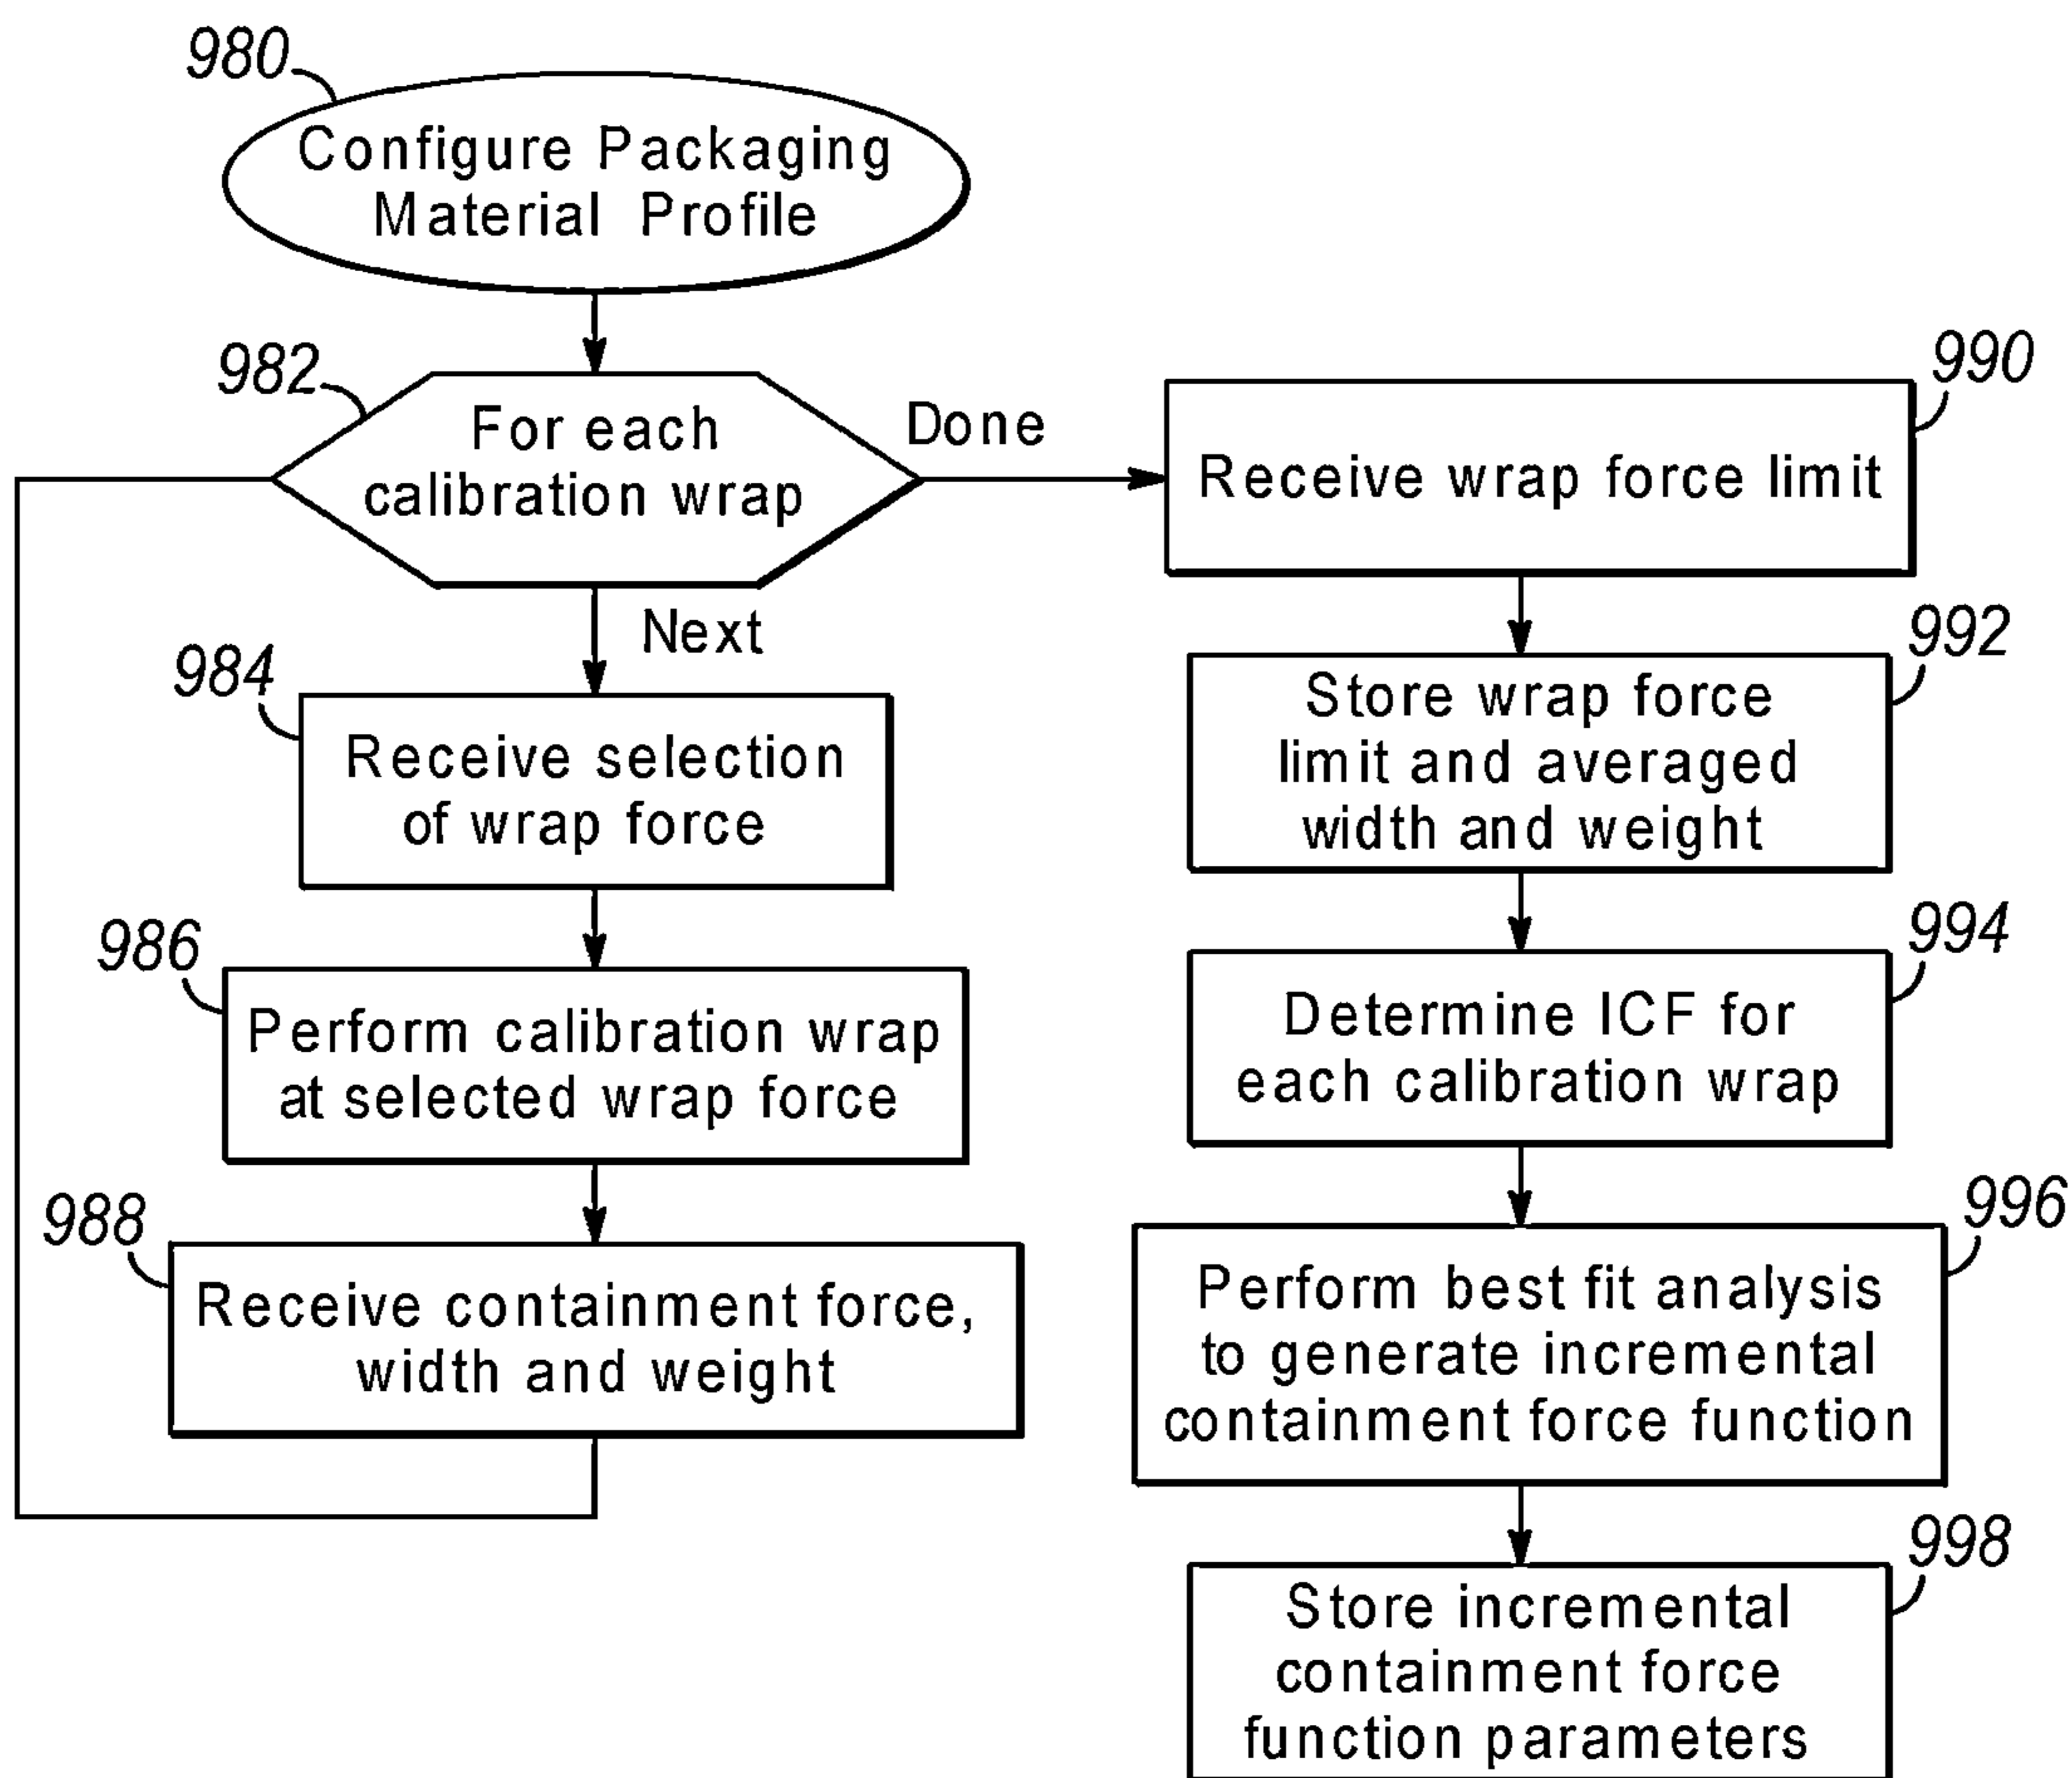 980
Configure Packaging
Material Profile
982
For each
calibration wrap
Done
Next
984
Receive selection
of wrap force
986
Perform calibration wrap
at selected wrap force
988
Receive containment force,
width and weight
990
Receive wrap force limit
992
Store wrap force
limit and averaged
width and weight
994
Determine ICF for
each calibration wrap
996
Perform best fit analysis
to generate incremental
containment force function
998
Store incremental
containment force
function parameters